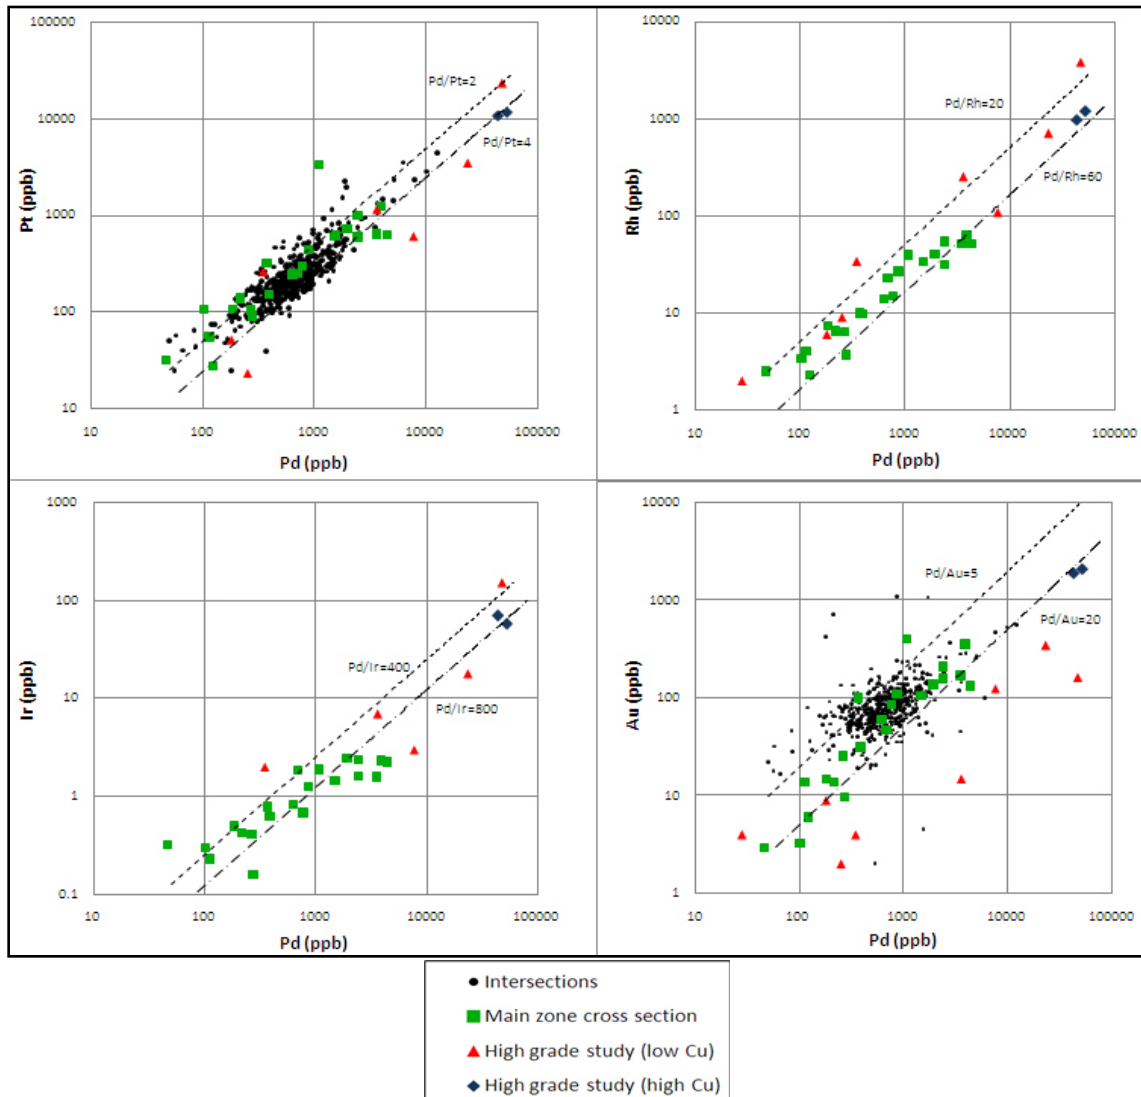 100000
10000
1000
100
10
Pt (ppb)
Pd/Pt=2
Pd/Pt=4
10 100 1000 10000 100000
Pd (ppb)
10000
1000
100
10
1
Rh (ppb)
Pd/Rh=20
Pd/Rh=60
10 100 1000 10000 100000
Pd (ppb)
1000
100
10
1
0.1
Ir (ppb)
Pd/Ir=400
Pd/Ir=800
10 100 1000 10000 100000
Pd (ppb)
10000
1000
100
10
1
Au (ppb)
Pd/Au=5
Pd/Au=20
10 100 1000 10000 100000
Pd (ppb)
Intersections
Main zone cross section
High grade study (low Cu)
High grade study (high Cu)